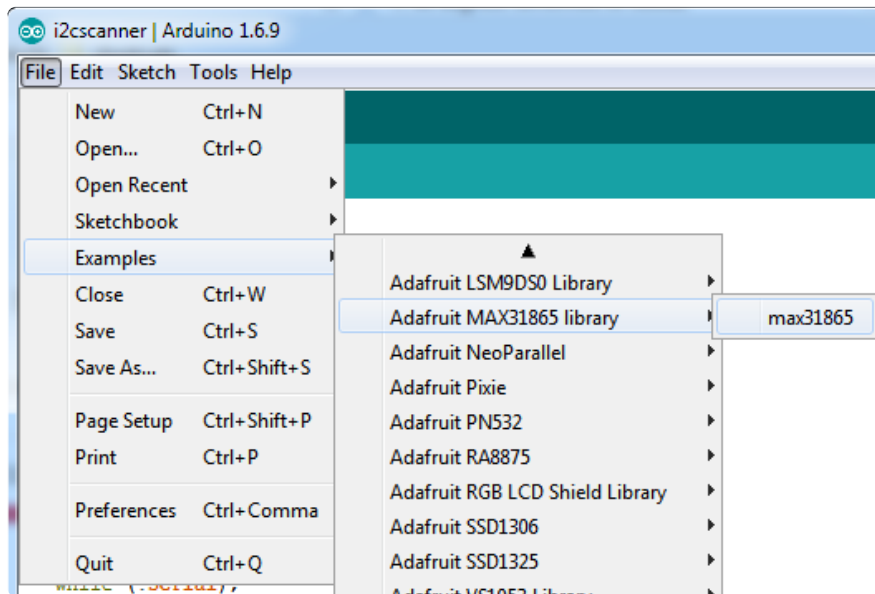 i2cscanner | Arduino 1.6.9
File Edit Sketch Tools Help
New Ctrl+N
Open... Ctrl+O
Open Recent
Sketchbook
Examples
Close Ctrl+W
Save Ctrl+S
Save As... Ctrl+Shift+S
Page Setup Ctrl+Shift+P
Print Ctrl+P
Preferences Ctrl+Comma
Quit Ctrl+Q
Adafruit LSM9DS0 Library
Adafruit MAX31865 library
Adafruit NeoParallel
Adafruit Pixie
Adafruit PN532
Adafruit RA8875
Adafruit RGB LCD Shield Library
Adafruit SSD1306
Adafruit SSD1325
Adafruit VS1053 Library
max31865